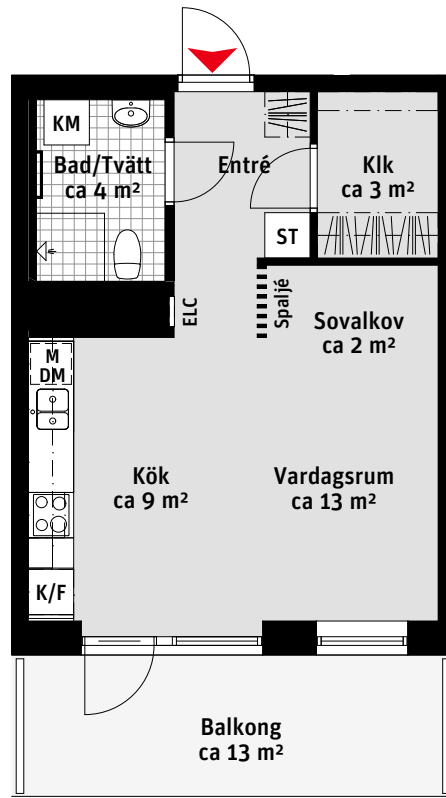 KM
Bad/Tvätt
ca 4 m²
Entré
Klk
ca 3 m²
ST
ELC
Spaljé
Sovalkov
ca 2 m²
M
DM
Kök
ca 9 m²
Vardagsrum
ca 13 m²
K/F
Balkong
ca 13 m²